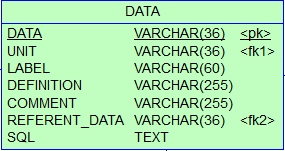 DATA
DATA VARCHAR(36) <pk>
UNIT VARCHAR(36) <fk1>
LABEL VARCHAR(60)
DEFINITION VARCHAR(255)
COMMENT VARCHAR(255)
REFERENT_DATA VARCHAR(36) <fk2>
SQL TEXT